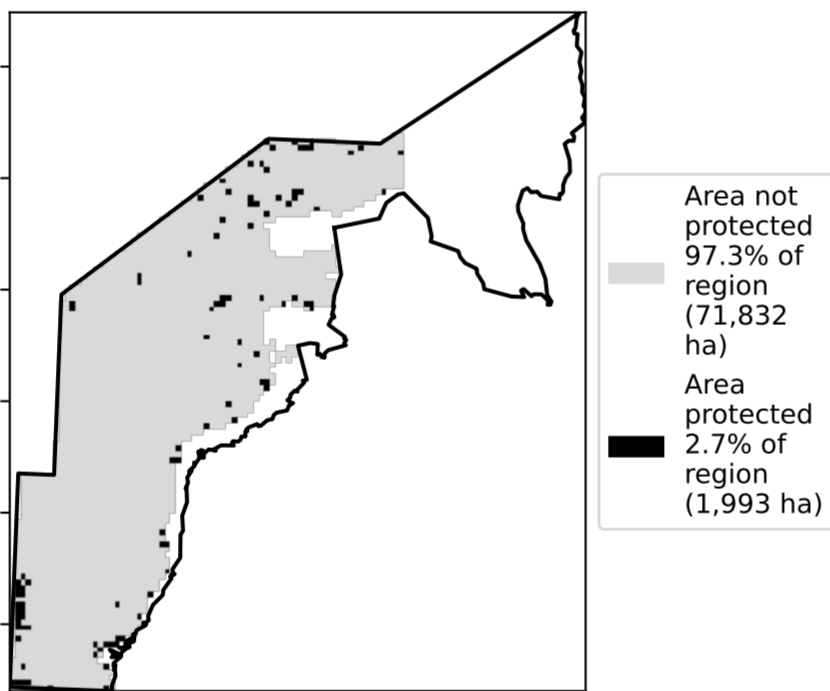 Area not
protected
97.3% of
region
(71,832
ha)
Area
protected
2.7% of
region
(1,993 ha)